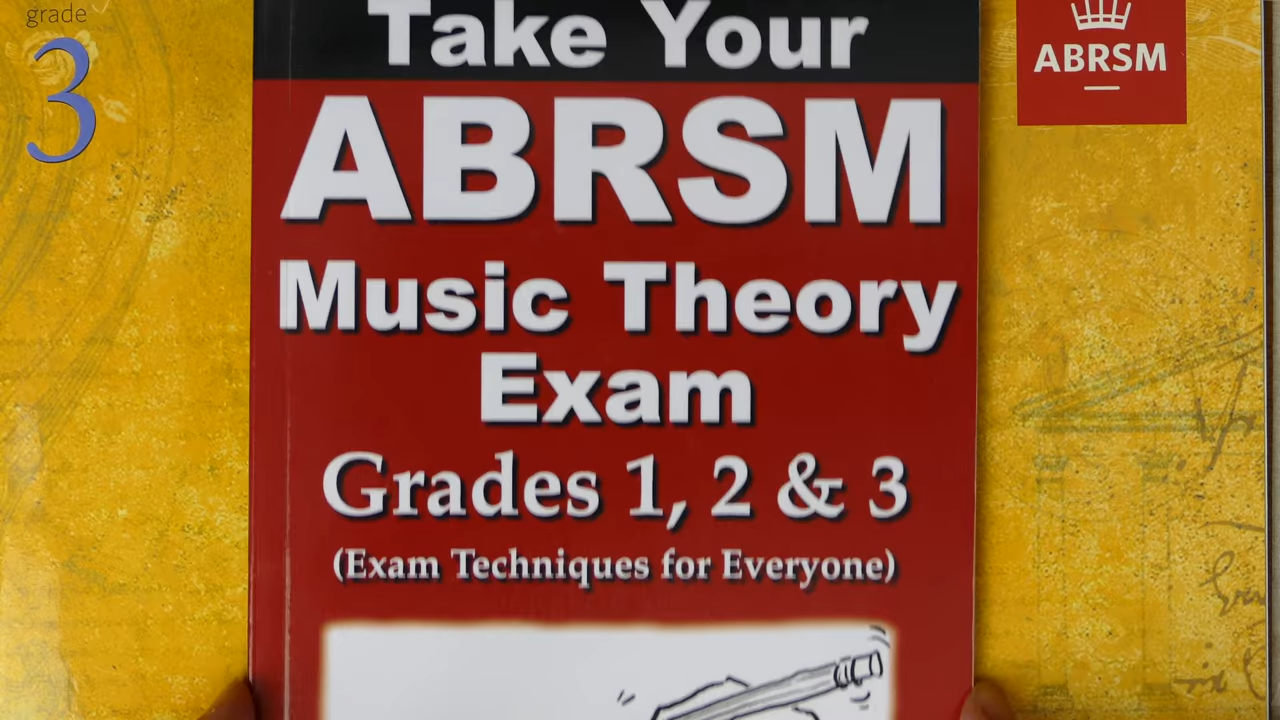 grade
3
Take Your
ABRSM
Music Theory
Exam
Grades 1, 2 & 3
(Exam Techniques for Everyone)
ABRSM